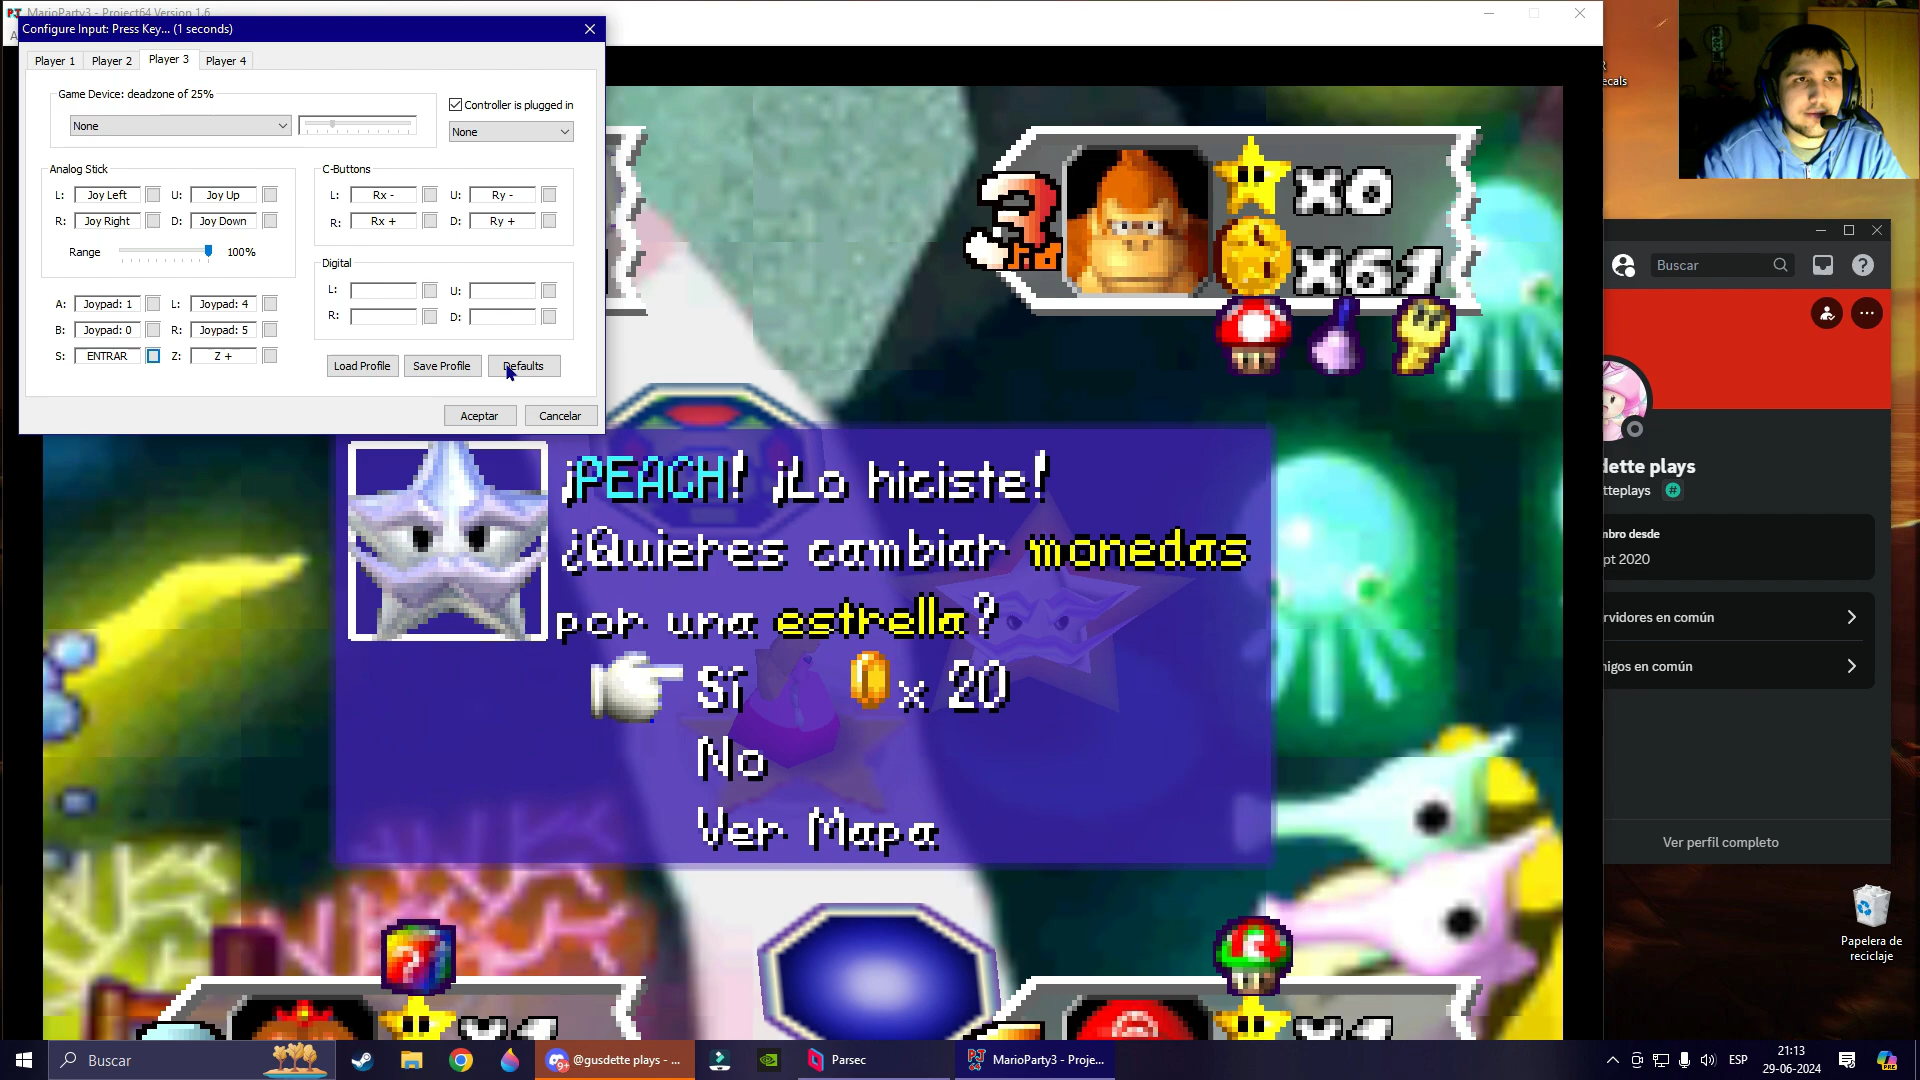 MarioParty3 - Project64 Version 1.6
Configure Input: Press Key... (1 seconds)
Player 1
Player 2
Player 3
Player 4
Game Device: deadzone of 25%
None
Controller is plugged in
None
Analog Stick
L: Joy Left U: Joy Up
R: Joy Right D: Joy Down
Range 100%
C-Buttons
L: Rx - U: Ry -
R: Rx + D: Ry +
Digital
L: U:
R: D:
A: Joypad: 1 L: Joypad: 4
B: Joypad: 0 R: Joypad: 5
S: ENTRAR Z: Z +
Load Profile
Save Profile
Defaults
Aceptar
Cancelar
3
x0
x61
¡PEACH! ¡Lo hiciste!
¿Quieres cambiar monedas
por una estrella?
Sí x 20
No
Ver Mapa
ecals
Buscar
dette plays
tteplays
mbro desde
pt 2020
rvidores en común
migos en común
Ver perfil completo
Papelera de
reciclaje
Buscar
@gusdette plays - ...
Parsec
MarioParty3 - Proje...
ESP
21:13
29-06-2024